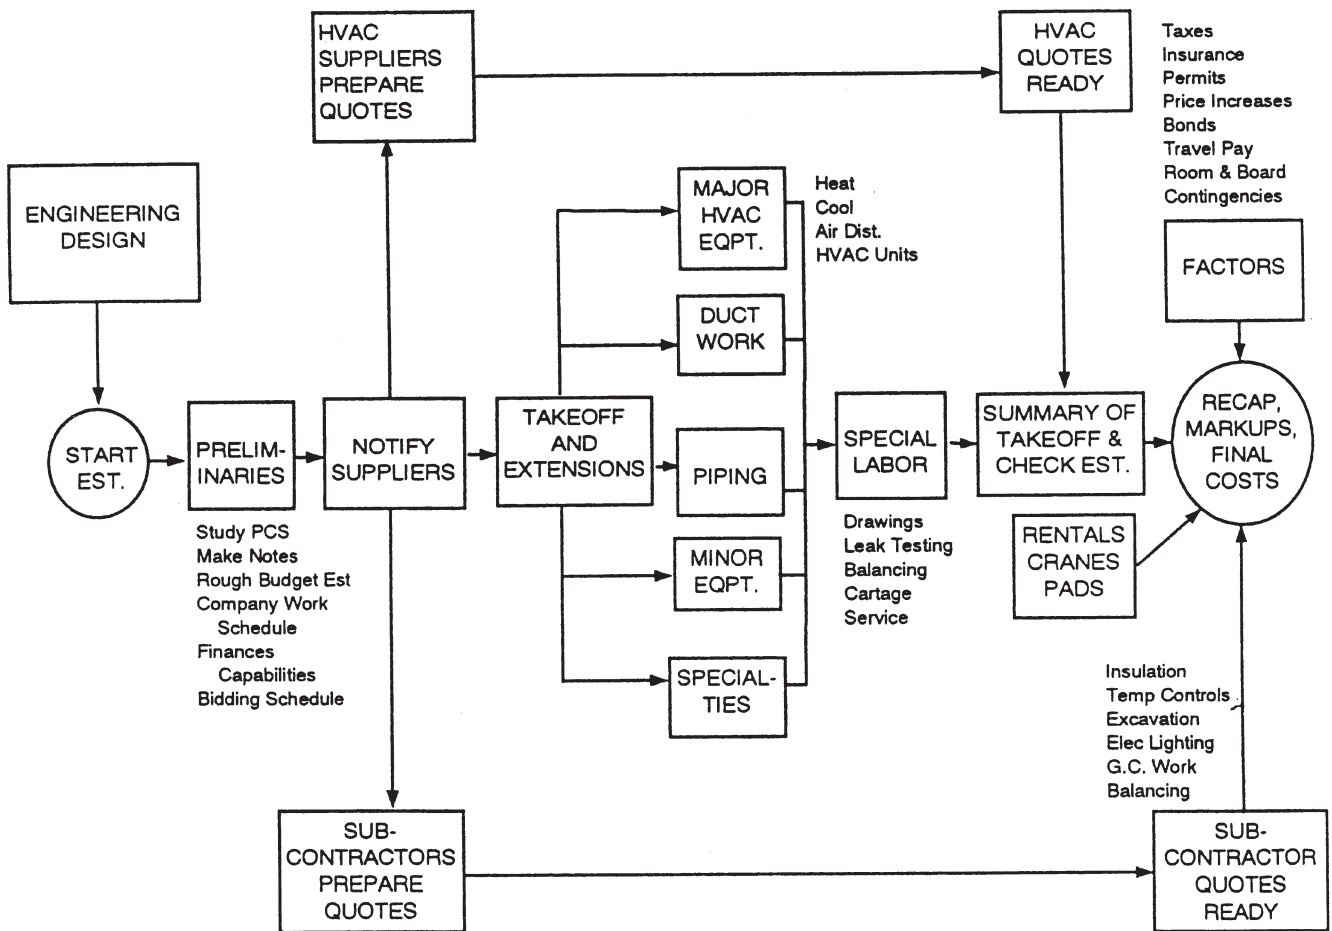 HVAC
SUPPLIERS
PREPARE
QUOTES
HVAC
QUOTES
READY
Taxes
Insurance
Permits
Price Increases
Bonds
Travel Pay
Room & Board
Contingencies
ENGINEERING
DESIGN
MAJOR
HVAC
EQPT.
Heat
Cool
Air Dist.
HVAC Units
FACTORS
DUCT
WORK
START
EST.
PRELIM-
INARIES
NOTIFY
SUPPLIERS
TAKEOFF
AND
EXTENSIONS
PIPING
SPECIAL
LABOR
SUMMARY OF
TAKEOFF &
CHECK EST.
RECAP,
MARKUPS,
FINAL
COSTS
Study PCS
Make Notes
Rough Budget Est
Company Work
Schedule
Finances
Capabilities
Bidding Schedule
MINOR
EQPT.
Drawings
Leak Testing
Balancing
Cartage
Service
RENTALS
CRANES
PADS
SPECIAL-
TIES
Insulation
Temp Controls
Excavation
Elec Lighting
G.C. Work
Balancing
SUB-
CONTRACTORS
PREPARE
QUOTES
SUB-
CONTRACTOR
QUOTES
READY